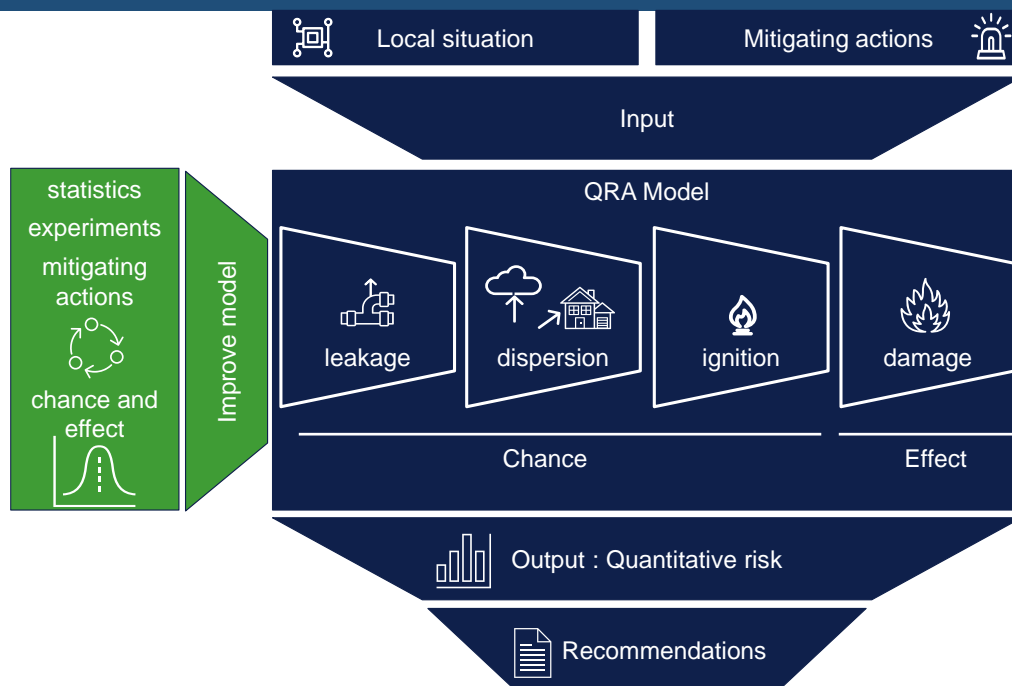 Local situation
Mitigating actions
Input
statistics
experiments
mitigating
actions
chance and
effect
Improve model
QRA Model
leakage
dispersion
ignition
damage
Chance
Effect
Output : Quantitative risk
Recommendations